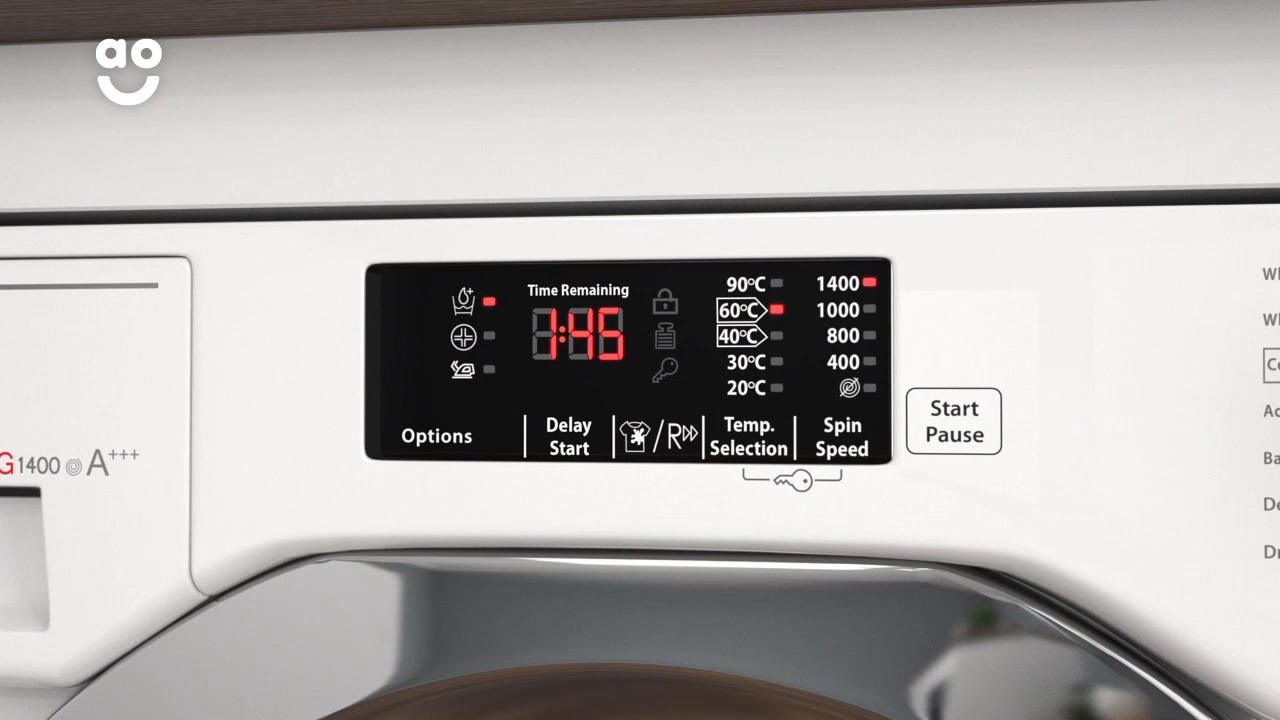 ao
Time Remaining
1:45
90°C
60°C
40°C
30°C
20°C
1400
1000
800
400
Options
Delay
Start
/R
Temp.
Selection
Spin
Speed
Start
Pause
G 1400 A+++